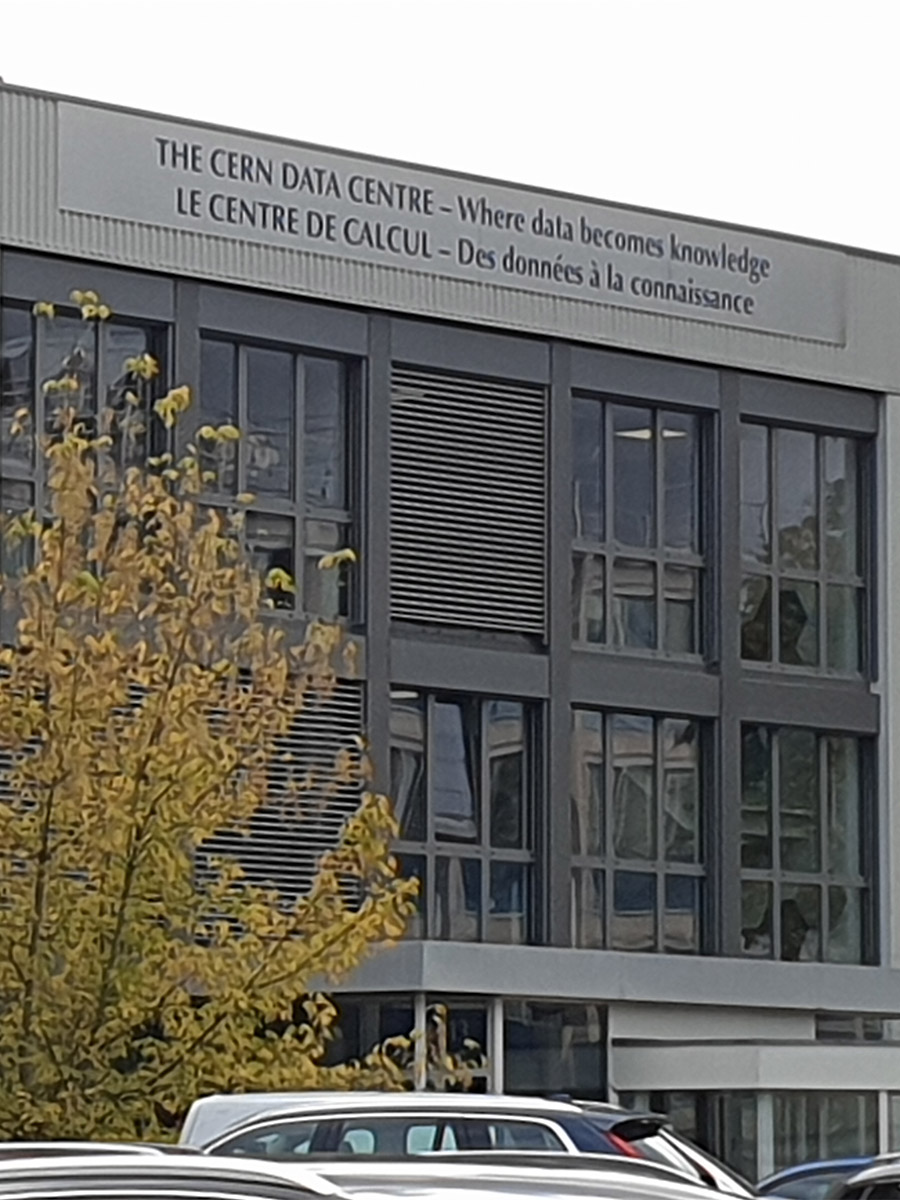 THE CERN DATA CENTRE – Where data becomes knowledge
LE CENTRE DE CALCUL – Des données à la connaissance